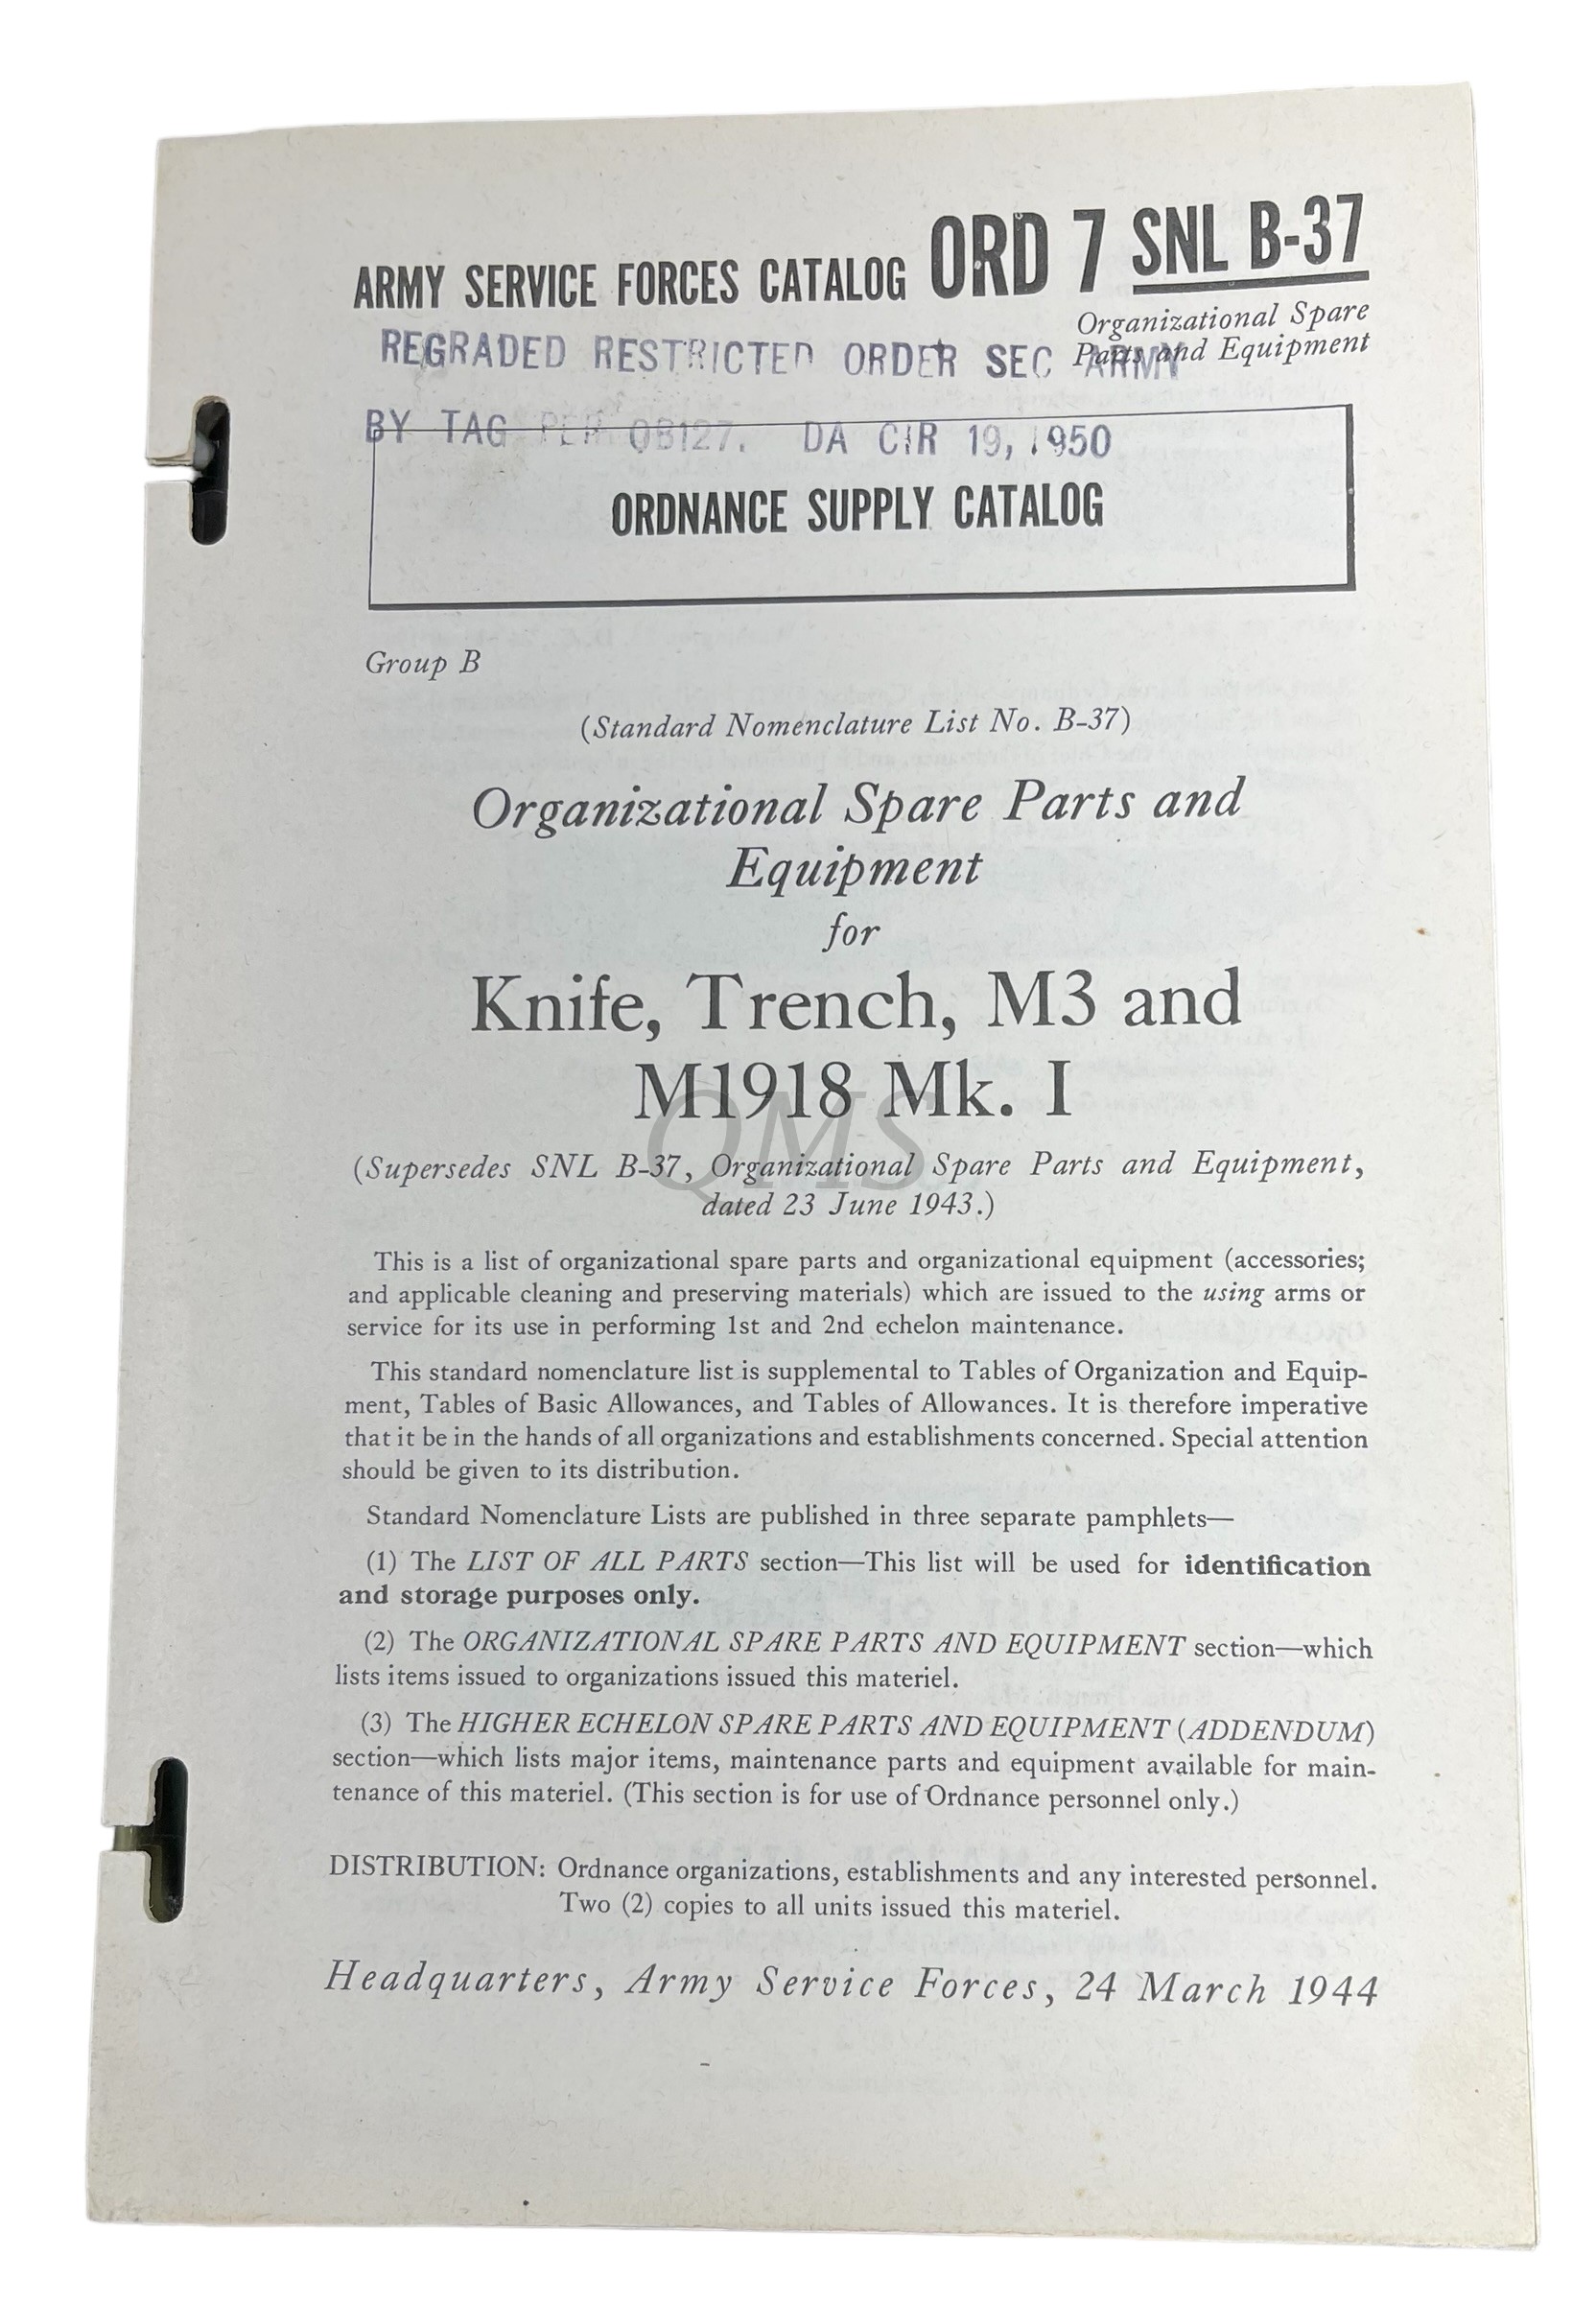 ARMY SERVICE FORCES CATALOG ORD 7 SNL B-37
Organizational Spare
Parts and Equipment
REGRADED RESTRICTED ORDER SEC ARMY
BY TAG PER 0B127. DA CIR 19, 1950
ORDNANCE SUPPLY CATALOG
Group B
(Standard Nomenclature List No. B-37)
Organizational Spare Parts and
Equipment
for
Knife, Trench, M3 and
M1918 Mk. I
QMS
(Supersedes SNL B-37, Organizational Spare Parts and Equipment,
dated 23 June 1943.)
This is a list of organizational spare parts and organizational equipment (accessories;
and applicable cleaning and preserving materials) which are issued to the using arms or
service for its use in performing 1st and 2nd echelon maintenance.
This standard nomenclature list is supplemental to Tables of Organization and Equip-
ment, Tables of Basic Allowances, and Tables of Allowances. It is therefore imperative
that it be in the hands of all organizations and establishments concerned. Special attention
should be given to its distribution.
Standard Nomenclature Lists are published in three separate pamphlets—
(1) The LIST OF ALL PARTS section—This list will be used for identification
and storage purposes only.
(2) The ORGANIZATIONAL SPARE PARTS AND EQUIPMENT section—which
lists items issued to organizations issued this materiel.
(3) The HIGHER ECHELON SPARE PARTS AND EQUIPMENT (ADDENDUM)
section—which lists major items, maintenance parts and equipment available for main-
tenance of this materiel. (This section is for use of Ordnance personnel only.)
DISTRIBUTION: Ordnance organizations, establishments and any interested personnel.
Two (2) copies to all units issued this materiel.
Headquarters, Army Service Forces, 24 March 1944